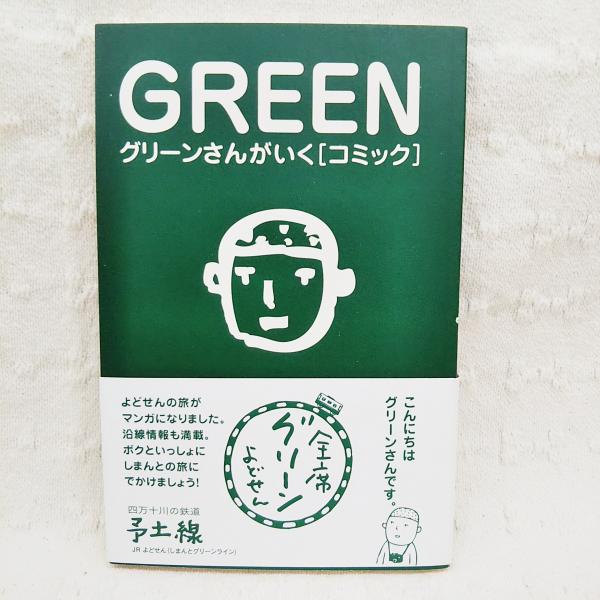 GREEN
グリーンさんがいく[コミック]
よどせんの旅が
マンガになりました。
沿線情報も満載。
ボクといっしょに
しまんとの旅に
でかけましょう!
四万十川の鉄道
予土線
JR よどせん(しまんとグリーンライン)
全席
グリーン
よどせん
こんにちは
グリーンさんです。